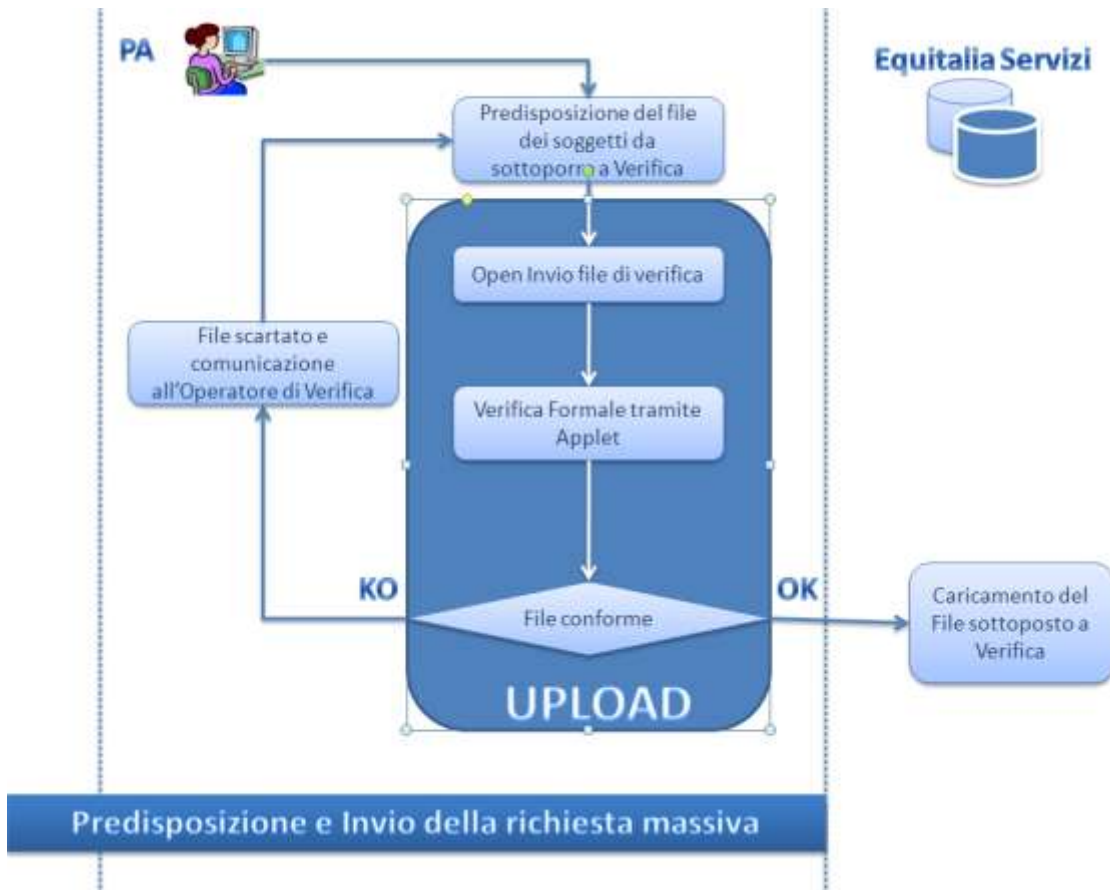 PA
Equitalia Servizi
Predisposizione del file
dei soggetti da
sottoporre a Verifica
Open Invio file di verifica
File scartato e
comunicazione
all'Operatore di Verifica
Verifica Formale tramite
Applet
KO
OK
File conforme
Caricamento del
File sottoposto a
Verifica
UPLOAD
Predisposizione e Invio della richiesta massiva